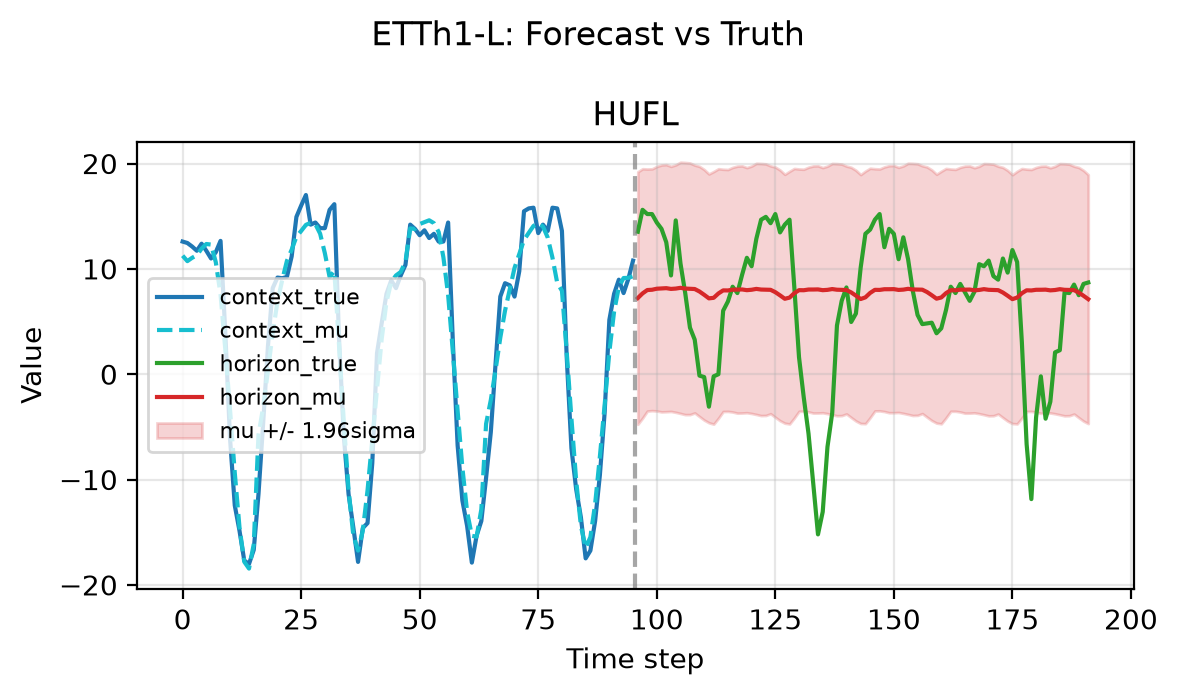 ETTh1-L: Forecast vs Truth
HUFL
Value
20
10
0
−10
−20
context_true
context_mu
horizon_true
horizon_mu
mu +/- 1.96sigma
0 25 50 75 100 125 150 175 200
Time step